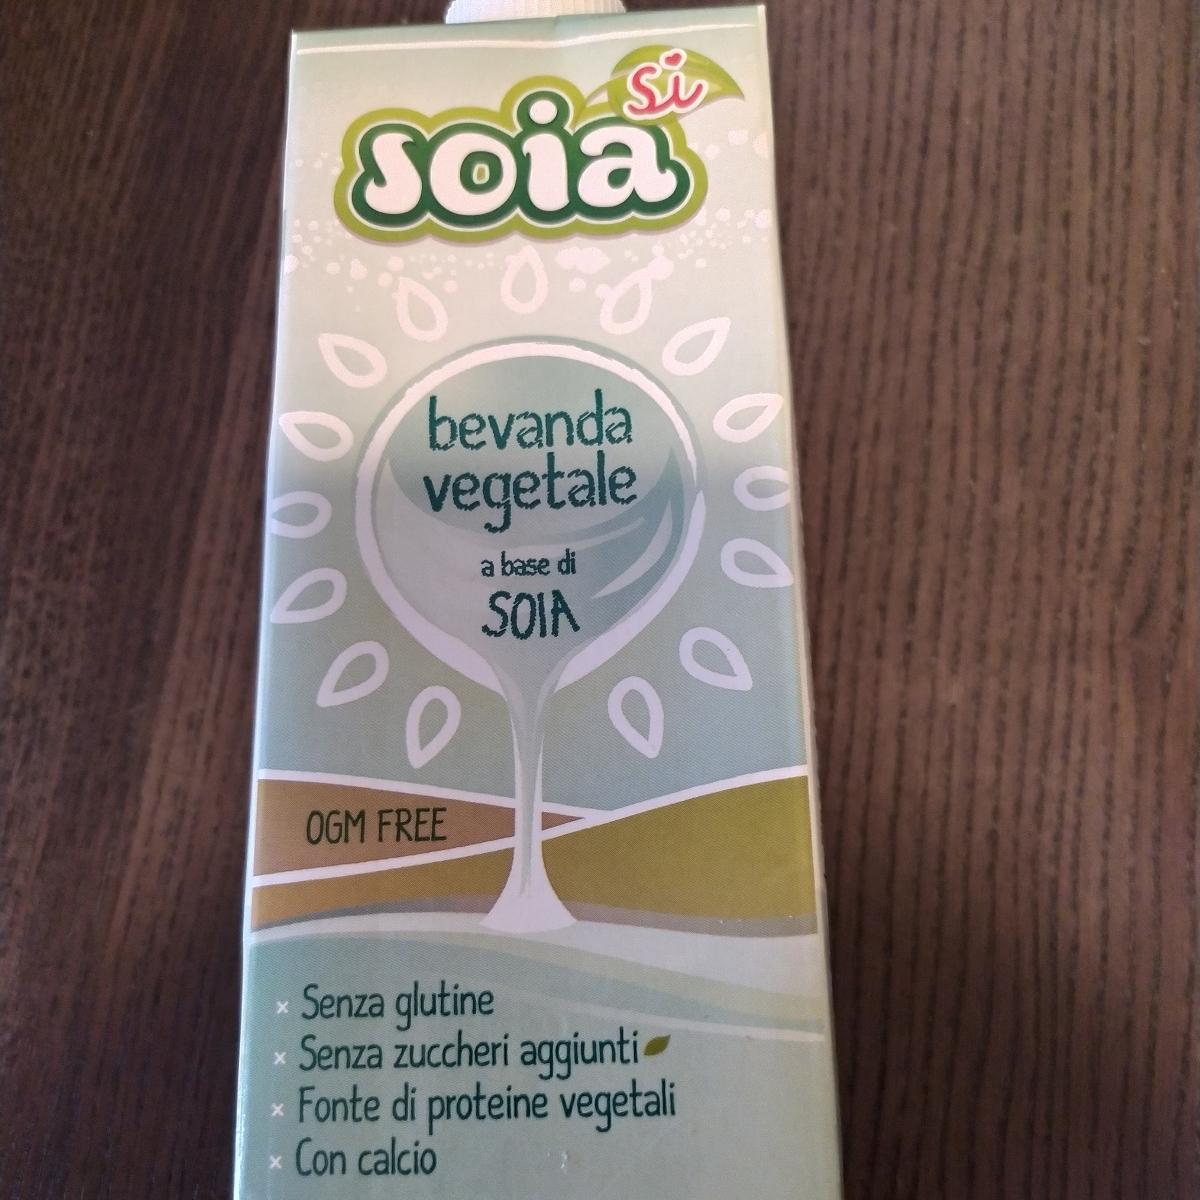 si
soia
bevanda
vegetale
a base di
SOIA
OGM FREE
× Senza glutine
× Senza zuccheri aggiunti
× Fonte di proteine vegetali
× Con calcio